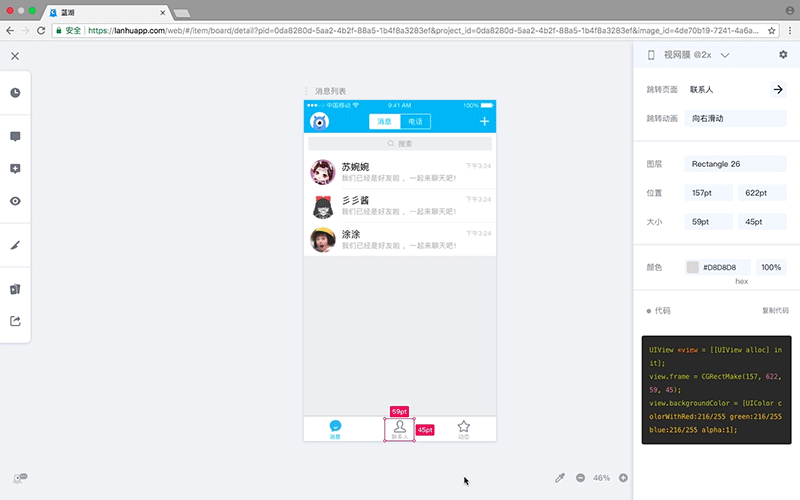 蓝湖
安全 https://lanhuapp.com/web/#/item/board/detail?pid=0da8280d-5aa2-4b2f-88a5-1b4f8a3283ef&project_id=0da8280d-5aa2-4b2f-88a5-1b4f8a3283ef&image_id=4de70b19-7241-4a6a...
视网膜 @2x
跳转页面 联系人
跳转动画 向右滑动
图层 Rectangle 26
位置 157pt 622pt
大小 59pt 45pt
颜色 #D8D8D8 100%
hex
代码 复制代码
UIView *view = [[UIView alloc] in
it];
view.frame = CGRectMake(157, 622,
59, 45);
view.backgroundColor = [UIColor c
olorWithRed:216/255 green:216/255
blue:216/255 alpha:1];
消息列表
中国移动 9:41 AM 100%
消息 电话
搜索
苏婉婉 下午3:24
我们已经是好友啦，一起来聊天吧！
彡彡酱 下午3:24
我们已经是好友啦，一起来聊天吧！
涂涂 下午3:24
我们已经是好友啦，一起来聊天吧！
59pt
45pt
消息 联系人 动态
46%